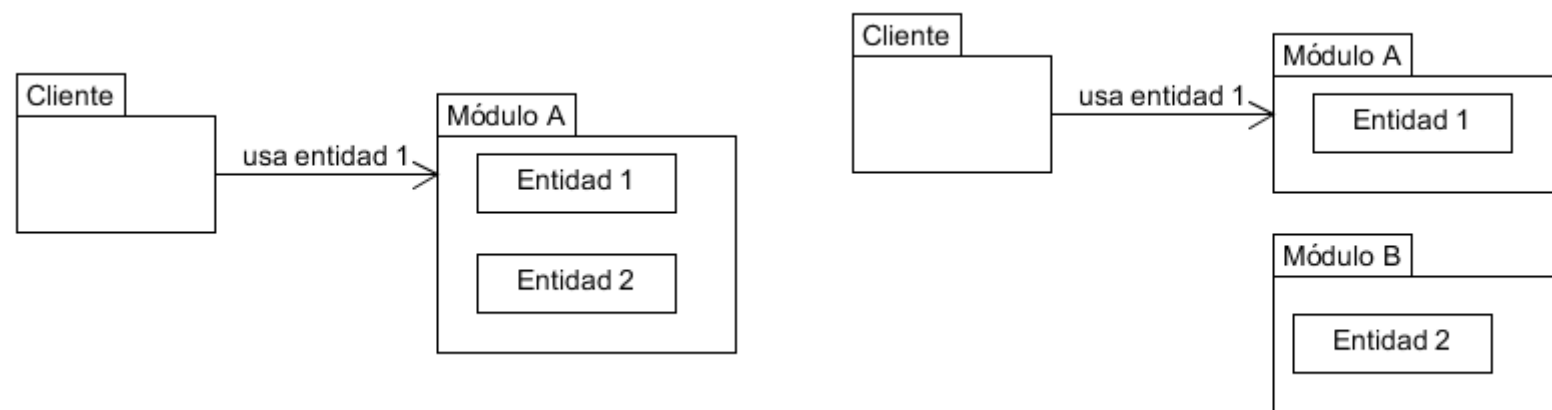 Cliente
Módulo A
usa entidad 1
Entidad 1
Entidad 2
Cliente
Módulo A
usa entidad 1
Entidad 1
Módulo B
Entidad 2